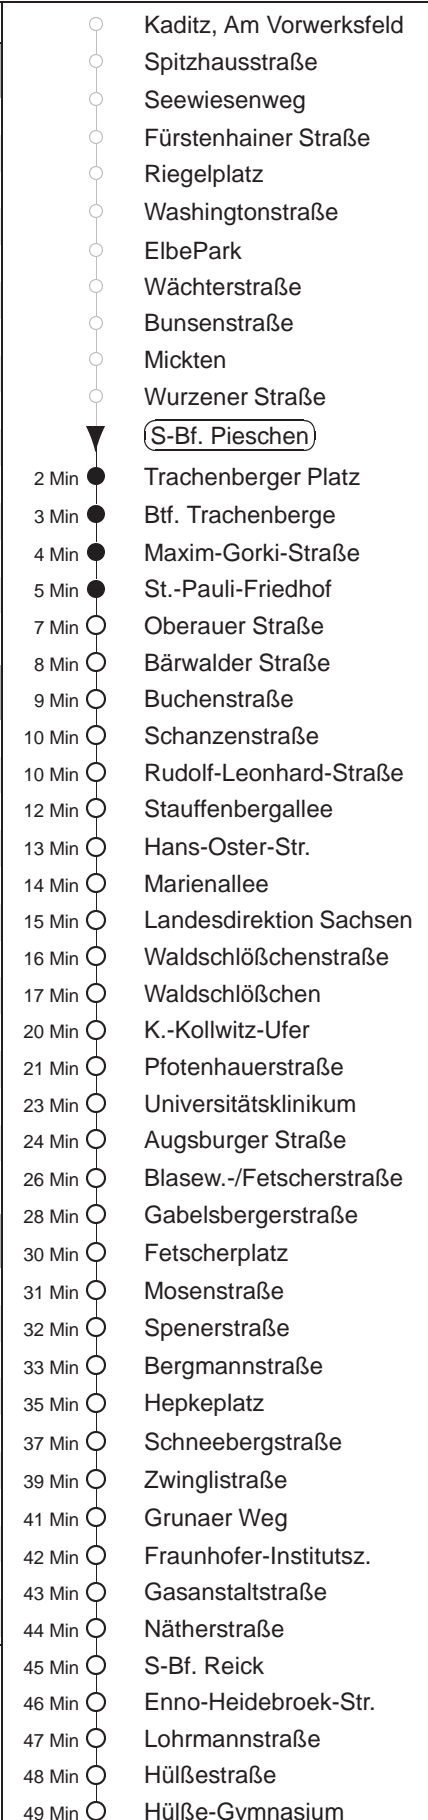 Kaditz, Am Vorwerksfeld
Spitzhausstraße
Seewiesenweg
Fürstenhainer Straße
Riegelplatz
Washingtonstraße
ElbePark
Wächterstraße
Bunsenstraße
Mickten
Wurzener Straße
S-Bf. Pieschen
2 Min Trachenberger Platz
3 Min Btf. Trachenberge
4 Min Maxim-Gorki-Straße
5 Min St.-Pauli-Friedhof
7 Min Oberauer Straße
8 Min Bärwalder Straße
9 Min Buchenstraße
10 Min Schanzenstraße
10 Min Rudolf-Leonhard-Straße
12 Min Stauffenbergallee
13 Min Hans-Oster-Str.
14 Min Marienallee
15 Min Landesdirektion Sachsen
16 Min Waldschlößchenstraße
17 Min Waldschlößchen
20 Min K.-Kollwitz-Ufer
21 Min Pfotenhauerstraße
23 Min Universitätsklinikum
24 Min Augsburger Straße
26 Min Blasew.-/Fetscherstraße
28 Min Gabelsbergerstraße
30 Min Fetscherplatz
31 Min Mosenstraße
32 Min Spenerstraße
33 Min Bergmannstraße
35 Min Hepkeplatz
37 Min Schneebergstraße
39 Min Zwinglistraße
41 Min Grunaer Weg
42 Min Fraunhofer-Institutsz.
43 Min Gasanstaltstraße
44 Min Nätherstraße
45 Min S-Bf. Reick
46 Min Enno-Heidebroek-Str.
47 Min Lohrmannstraße
48 Min Hülßestraße
49 Min Hülße-Gymnasium